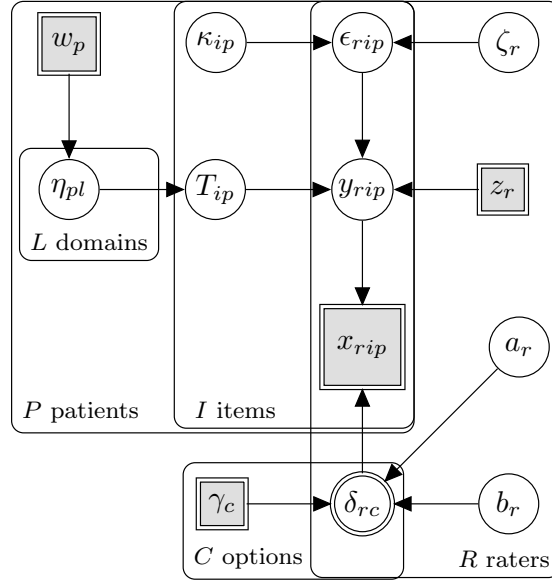 w_p κ_ip ϵ_rip ζ_r
η_pl T_ip y_rip z_r
L domains
x_rip a_r
P patients I items
γ_c δ_rc b_r
C options R raters